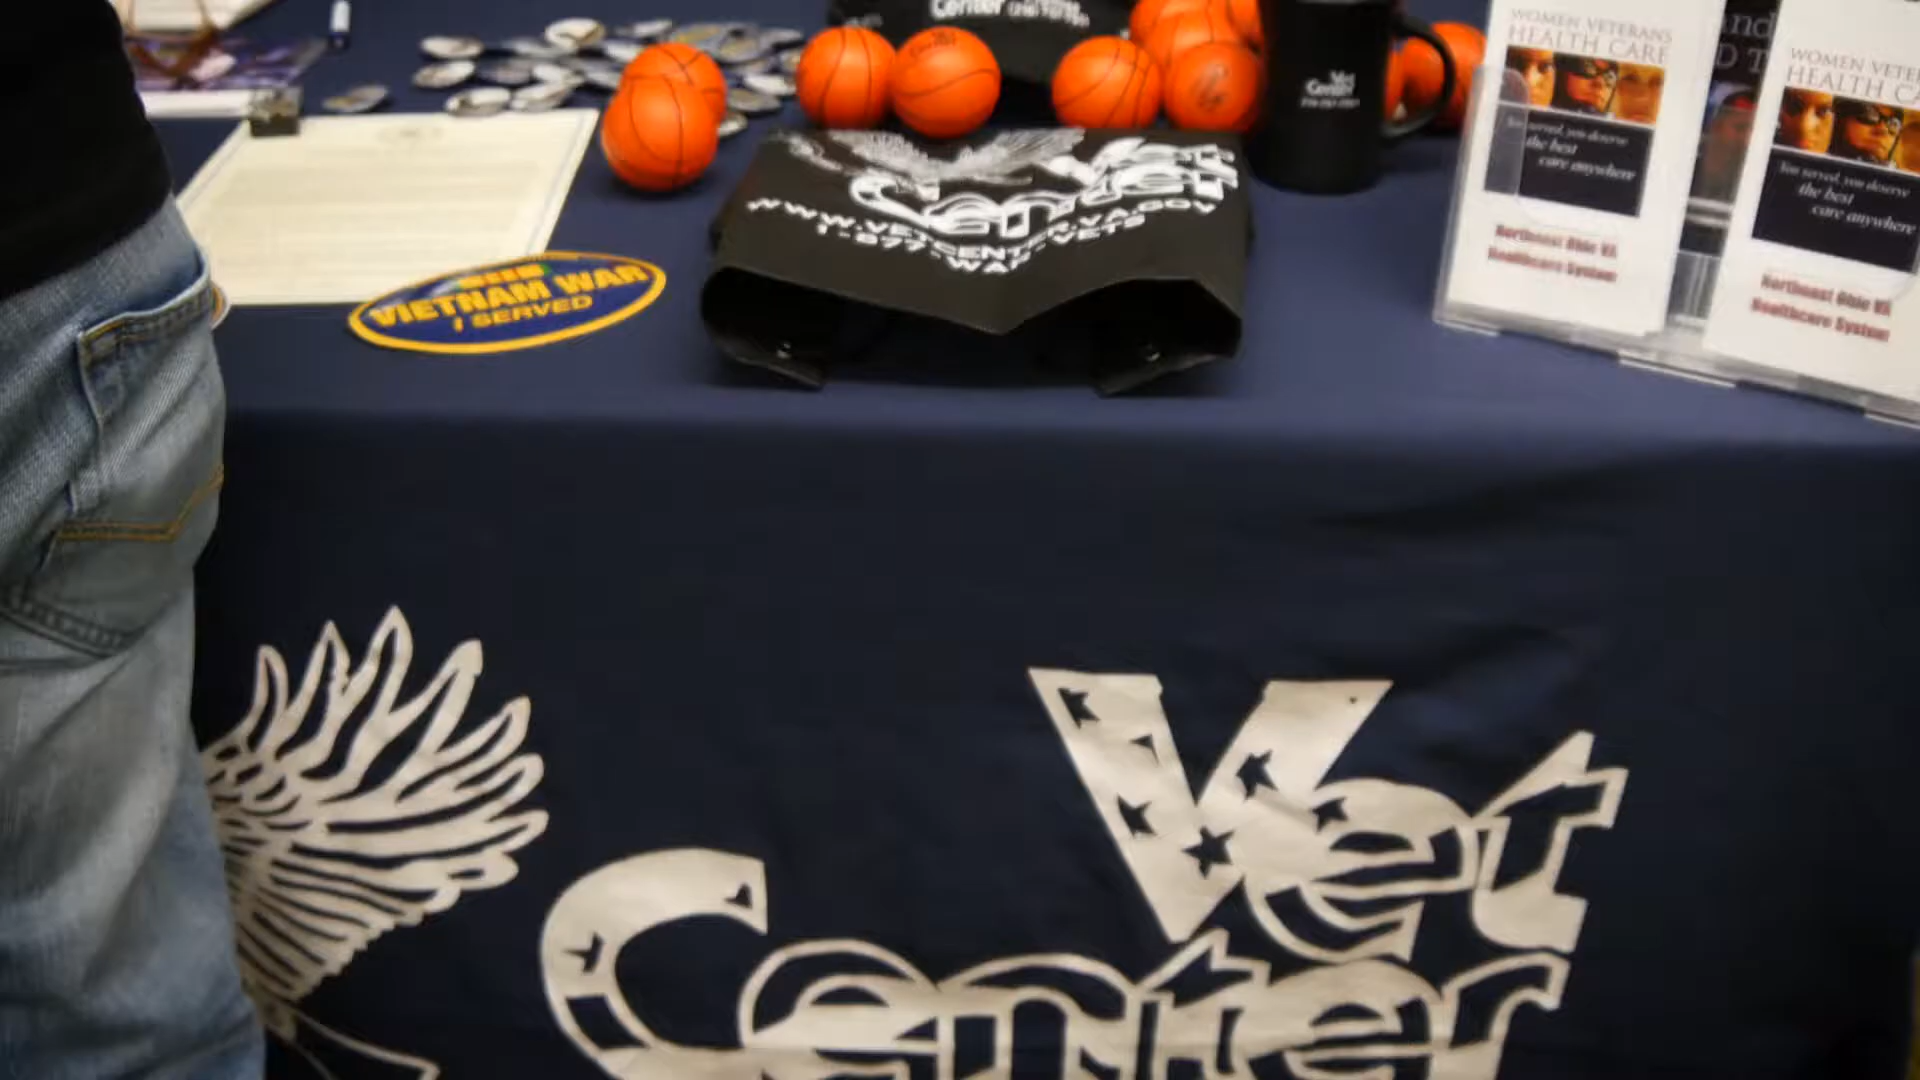 Center
Vet
Center
WOMEN VETERANS
HEALTH CARE
You served, you deserve
the best
care anywhere
Northeast Ohio VA
Healthcare System
WOMEN VETE
HEALTH CA
You served, you deserve
the best
care anywhere
Northeast Ohio VA
Healthcare System
Center
WWW.VETCENTER.VA.GOV
1-877-WAR-VETS
VIETNAM WAR
I SERVED
Vet
Center